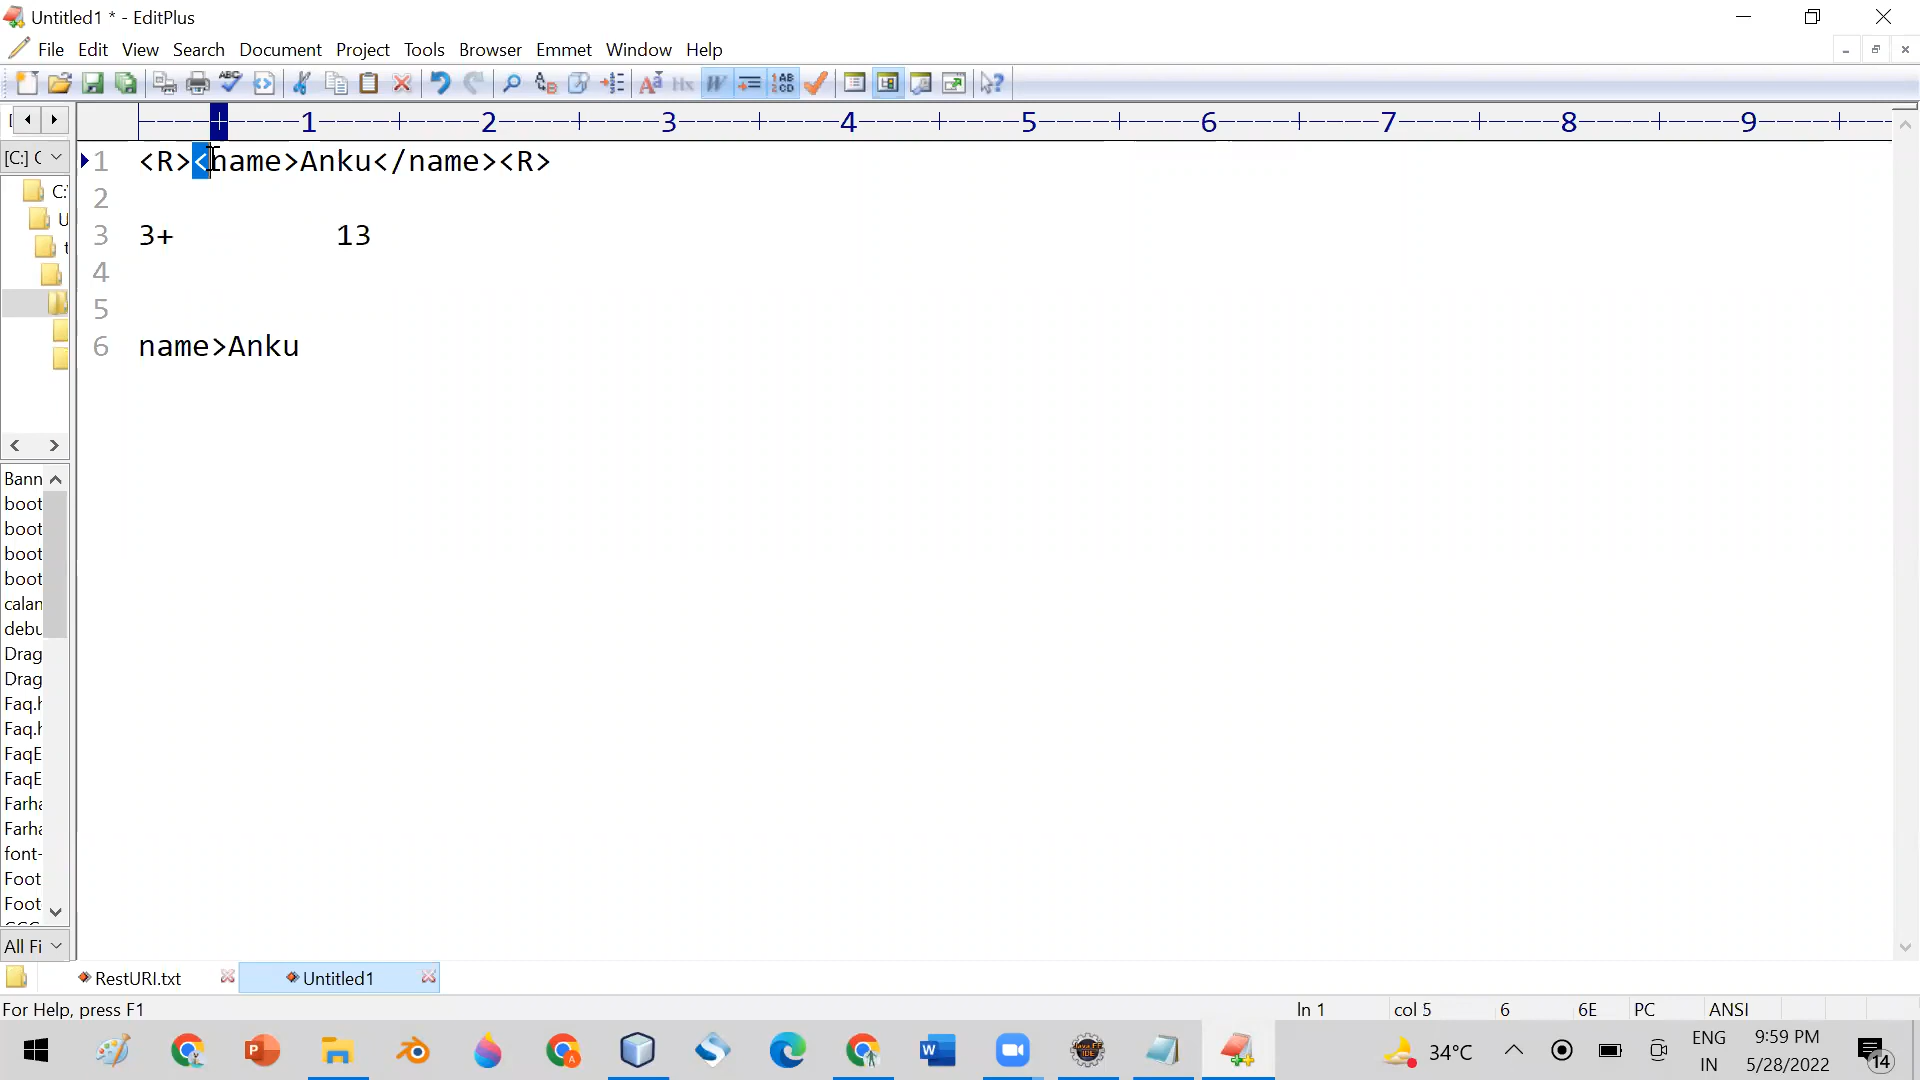 Untitled1 * - EditPlus
File Edit View Search Document Project Tools Browser Emmet Window Help
1 2 3 4 5 6 7 8 9
[C:] C
C:
U
t
1 <R><name>Anku</name><R>
2
3 3+ 13
4
5
6 name>Anku
Bann
boot
boot
boot
boot
calan
debu
Drag
Drag
Faq.h
Faq.h
FaqE
FaqE
Farha
Farha
font-
Foot
Foot
All Fi
RestURI.txt Untitled1
For Help, press F1 ln 1 col 5 6 6E PC ANSI
34°C ENG IN 9:59 PM 5/28/2022 14